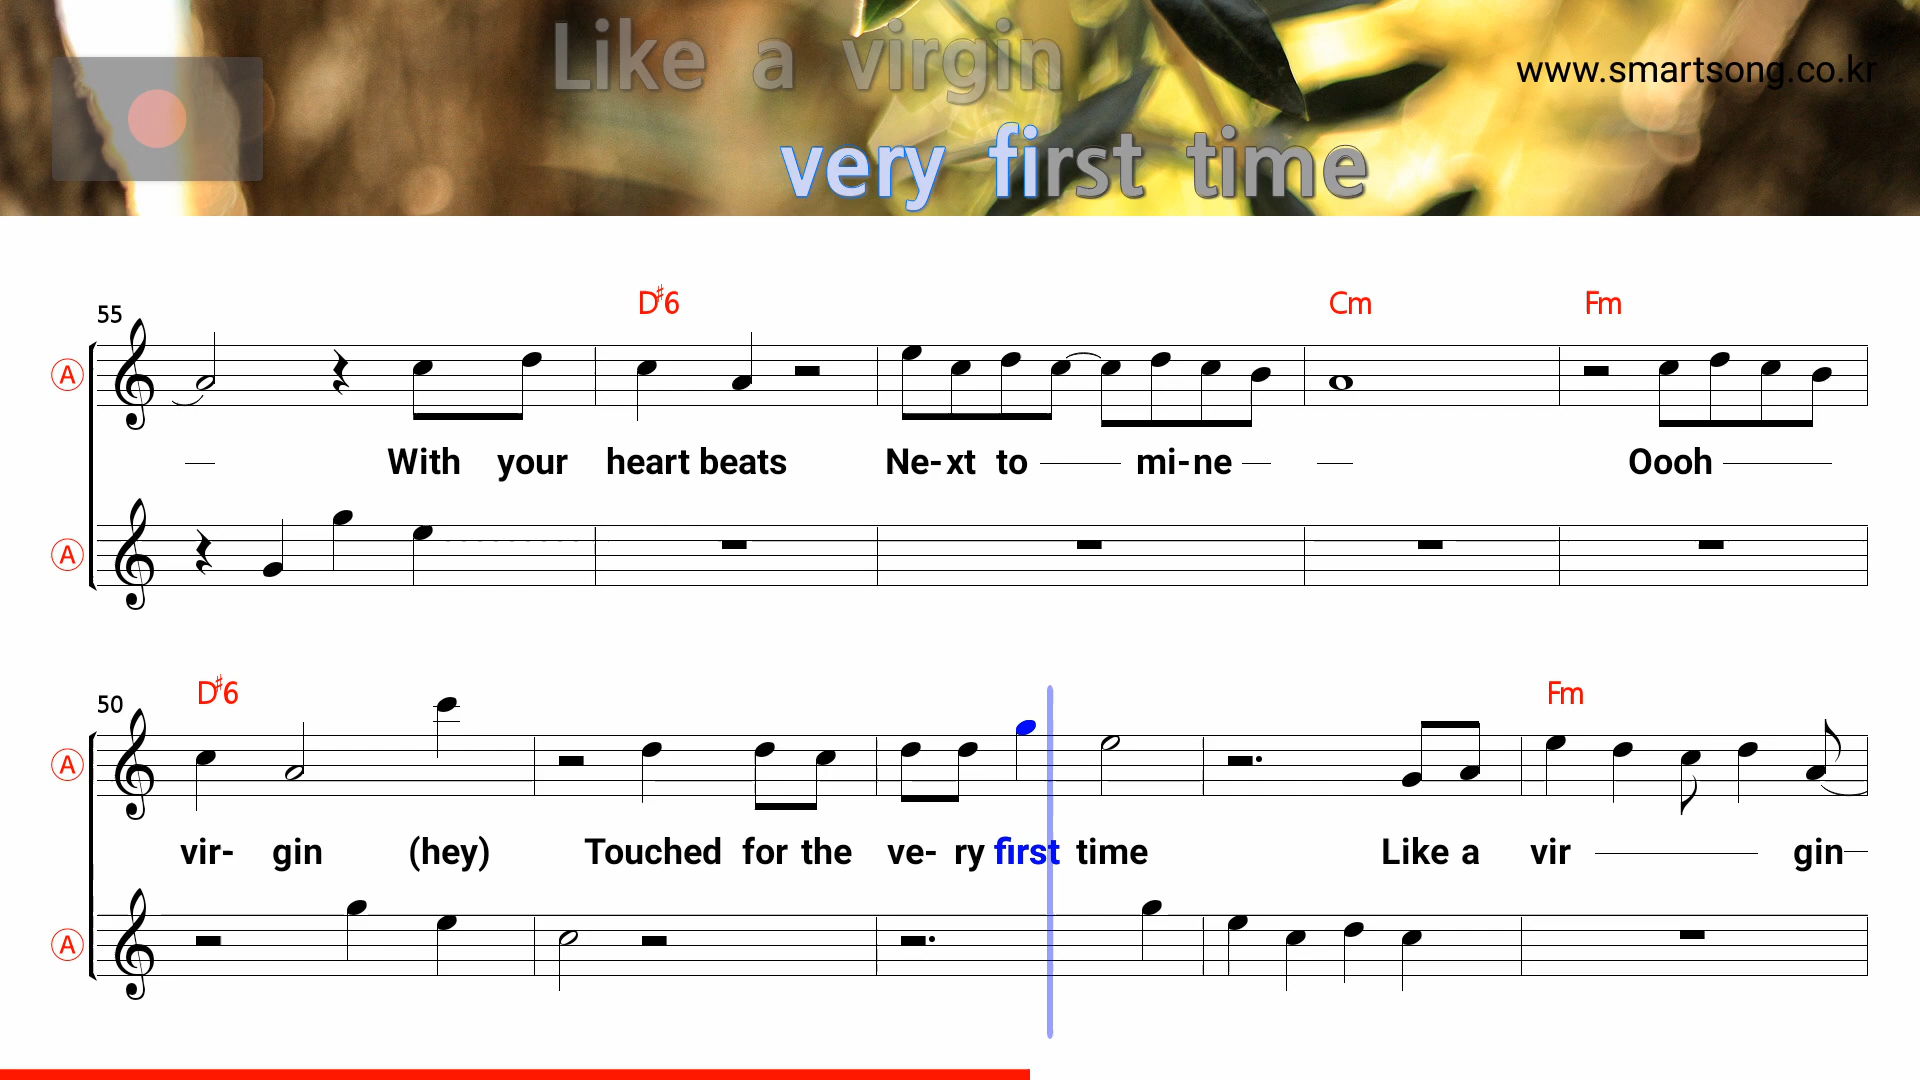 Like a virgin
www.smartsong.co.kr
very first time
D♯6 Cm Fm
55
A
With your heart beats Ne-xt to mi-ne Oooh
A
D♯6 Fm
50
A
vir- gin (hey) Touched for the ve- ry first time Like a vir gin
A